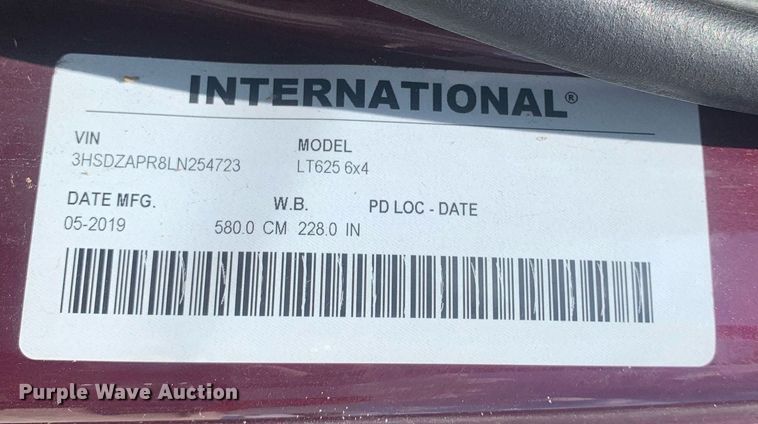 INTERNATIONAL®
VIN MODEL
3HSDZAPR8LN254723 LT625 6x4
DATE MFG. W.B. PD LOC - DATE
05-2019 580.0 CM 228.0 IN
Purple Wave Auction